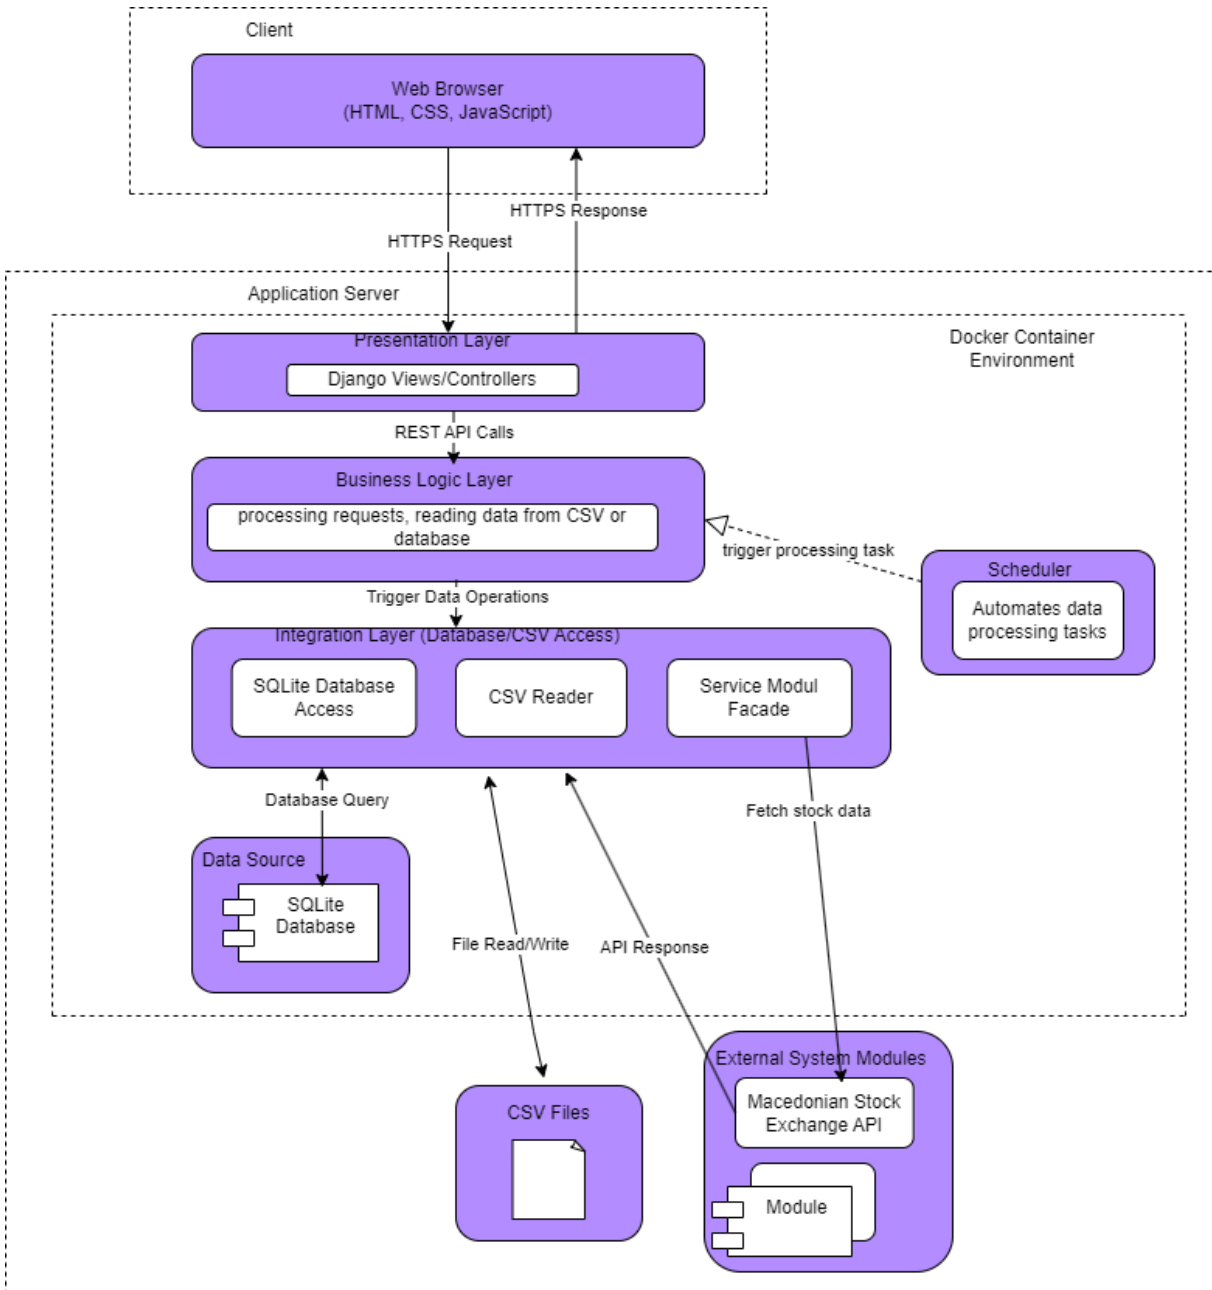 Client
Web Browser
(HTML, CSS, JavaScript)
HTTPS Response
HTTPS Request
Application Server
Docker Container
Environment
Presentation Layer
Django Views/Controllers
REST API Calls
Business Logic Layer
processing requests, reading data from CSV or
database
trigger processing task
Scheduler
Automates data
processing tasks
Trigger Data Operations
Integration Layer (Database/CSV Access)
SQLite Database
Access
CSV Reader
Service Modul
Facade
Database Query
Fetch stock data
Data Source
SQLite
Database
File Read/Write
API Response
External System Modules
Macedonian Stock
Exchange API
CSV Files
Module